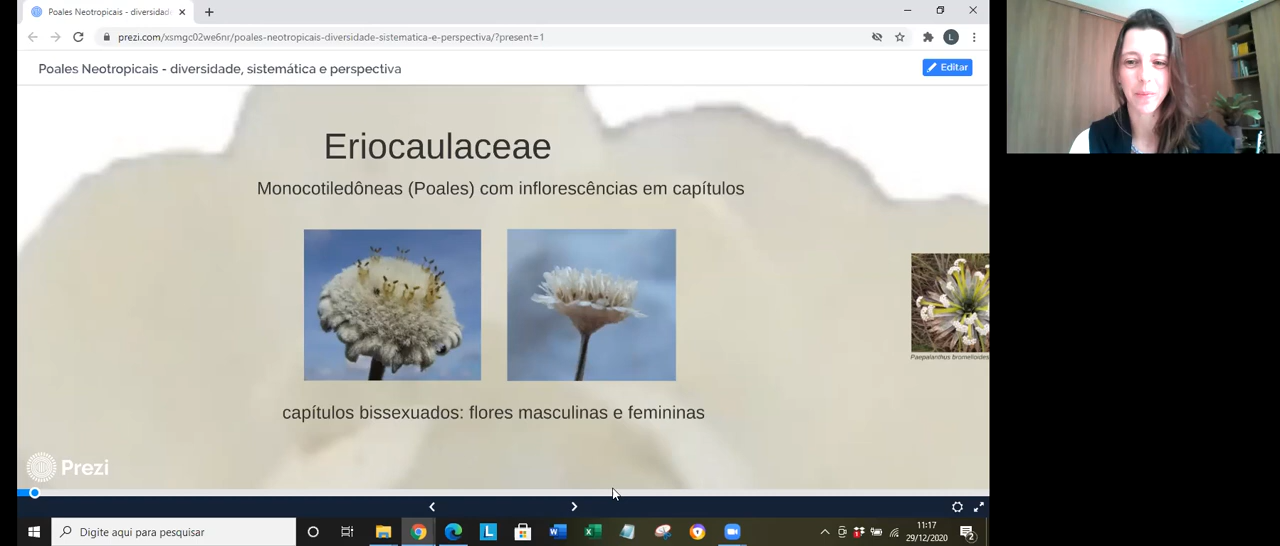 Poales Neotropicais - diversidade
prezi.com/xsmgc02we6nr/poales-neotropicais-diversidade-sistematica-e-perspectiva/?present=1
L
Poales Neotropicais - diversidade, sistemática e perspectiva
Editar
Eriocaulaceae
Monocotiledôneas (Poales) com inflorescências em capítulos
Paepalanthus bromelioides
capítulos bissexuados: flores masculinas e femininas
Prezi
Digite aqui para pesquisar
L
11:17
29/12/2020
2